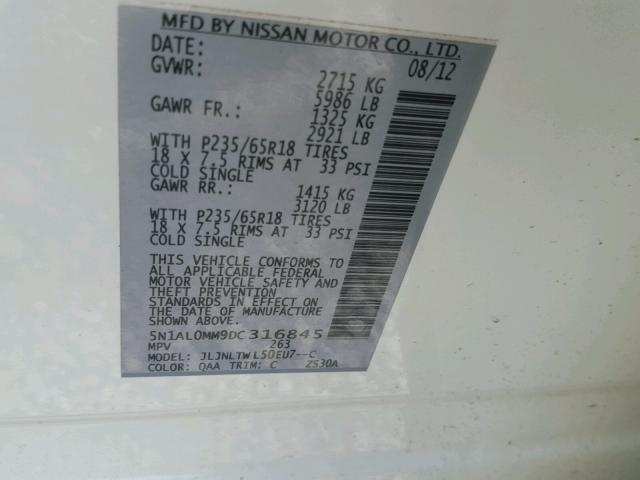 MFD BY NISSAN MOTOR CO., LTD.
DATE: 08/12
GVWR: 2715 KG
5986 LB
GAWR FR.: 1325 KG
2921 LB
WITH P235/65R18 TIRES
18 X 7.5 RIMS AT 33 PSI
COLD SINGLE
GAWR RR.: 1415 KG
3120 LB
WITH P235/65R18 TIRES
18 X 7.5 RIMS AT 33 PSI
COLD SINGLE
THIS VEHICLE CONFORMS TO
ALL APPLICABLE FEDERAL
MOTOR VEHICLE SAFETY AND
THEFT PREVENTION
STANDARDS IN EFFECT ON
THE DATE OF MANUFACTURE
SHOWN ABOVE.
5N1AL0MM9DC316845
MPV 263
MODEL: JLJNLTWL50EU7--C
COLOR: QAA TRIM: C ZS30A